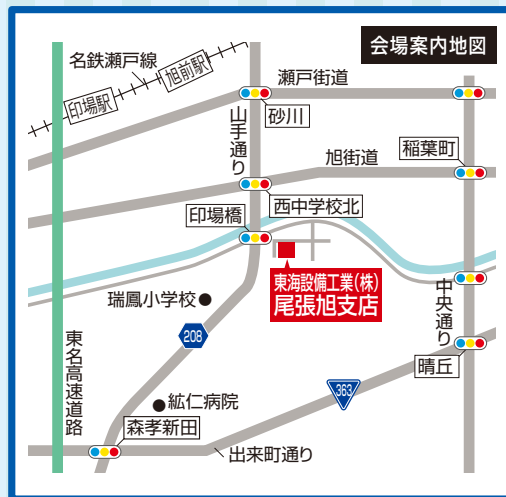 会場案内地図
名鉄瀬戸線
旭前駅
印場駅
瀬戸街道
砂川
山手通り
旭街道
稲葉町
西中学校北
印場橋
東海設備工業(株)
尾張旭支店
瑞鳳小学校
208
中央通り
晴丘
東名高速道路
363
紘仁病院
森孝新田
出来町通り